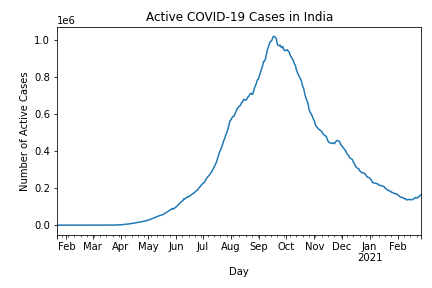 Active COVID-19 Cases in India
1e6
1.0
0.8
0.6
0.4
0.2
0.0
Number of Active Cases
Feb Mar Apr May Jun Jul Aug Sep Oct Nov Dec Jan Feb
2021
Day